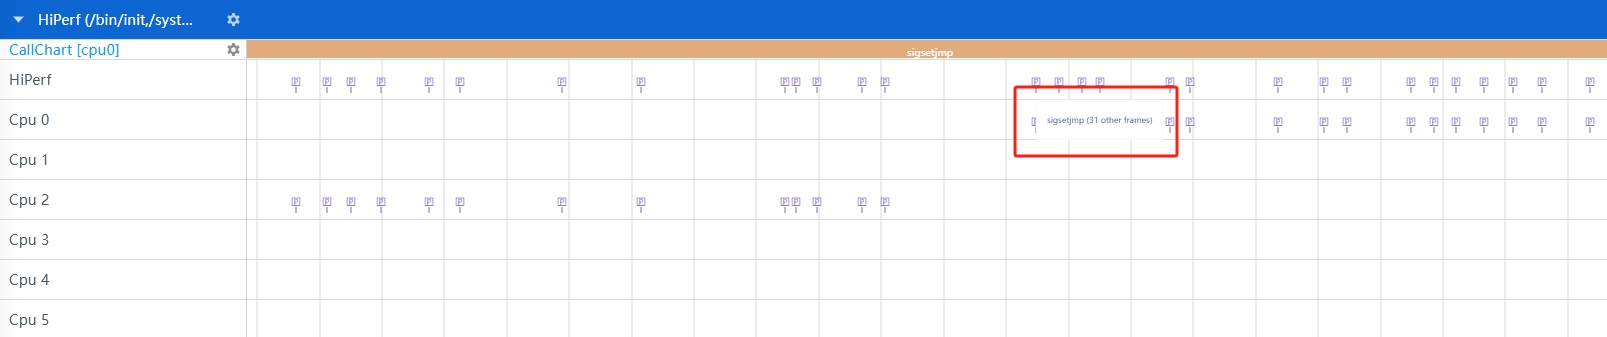 HiPerf (/bin/init,/syst...
CallChart [cpu0]
sigsetjmp
HiPerf
P P P P P P P P P P P P P P P P P P P P P P P P P P P P P P
Cpu 0
sigsetjmp (31 other frames)
P P P P P P P P P P P P
Cpu 1
Cpu 2
P P P P P P P P P P P P P
Cpu 3
Cpu 4
Cpu 5